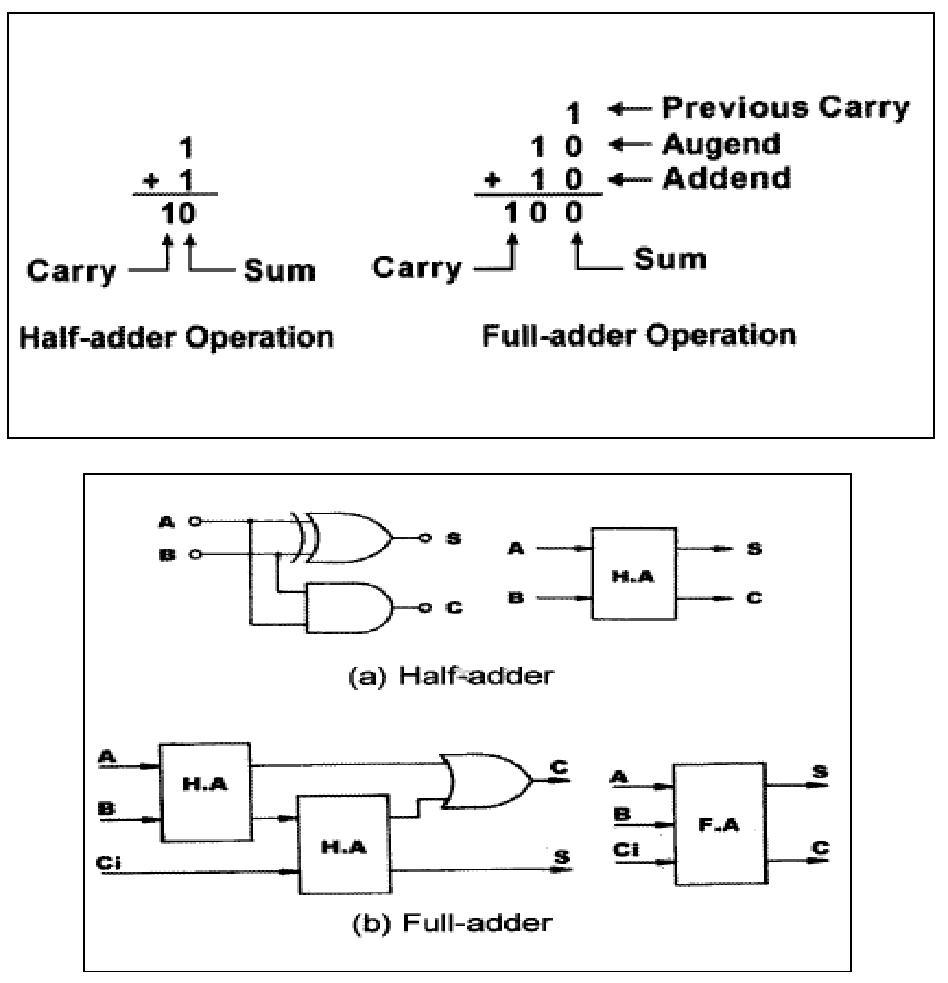 1
+ 1
10
Carry Sum
Half-adder Operation
1 Previous Carry
1 0 Augend
+ 1 0 Addend
1 0 0
Carry Sum
Full-adder Operation
A
B
S
C
A
B
H.A
S
C
(a) Half-adder
A
B
Ci
H.A
H.A
C
S
A
B
Ci
F.A
S
C
(b) Full-adder